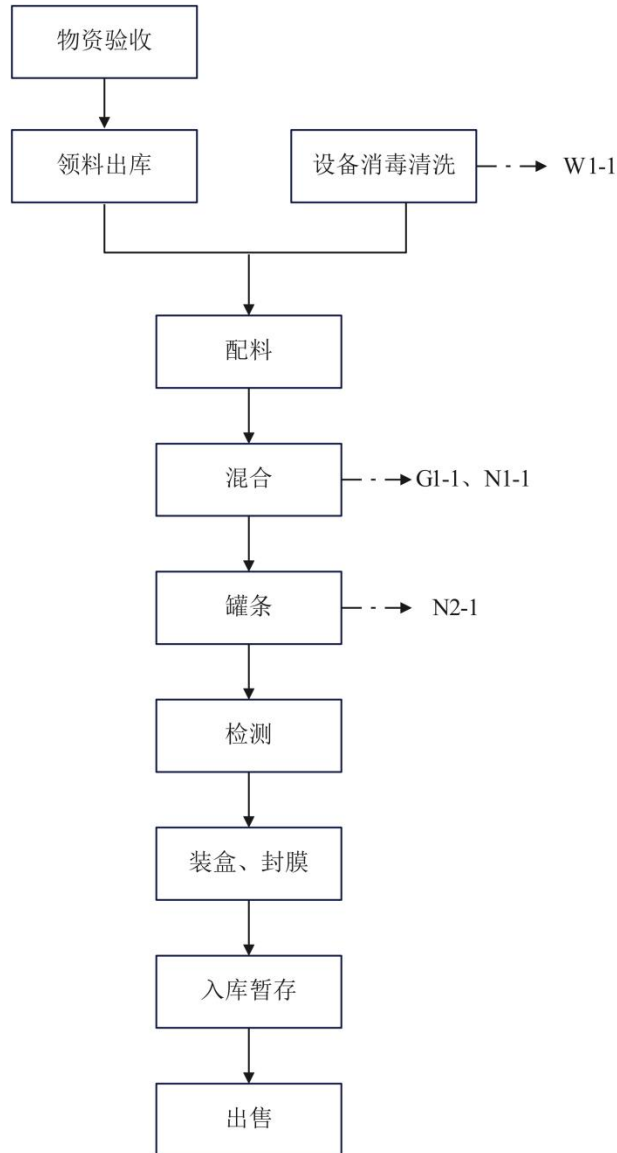 物资验收
领料出库
设备消毒清洗
W1-1
配料
混合
G1-1、N1-1
罐条
N2-1
检测
装盒、封膜
入库暂存
出售